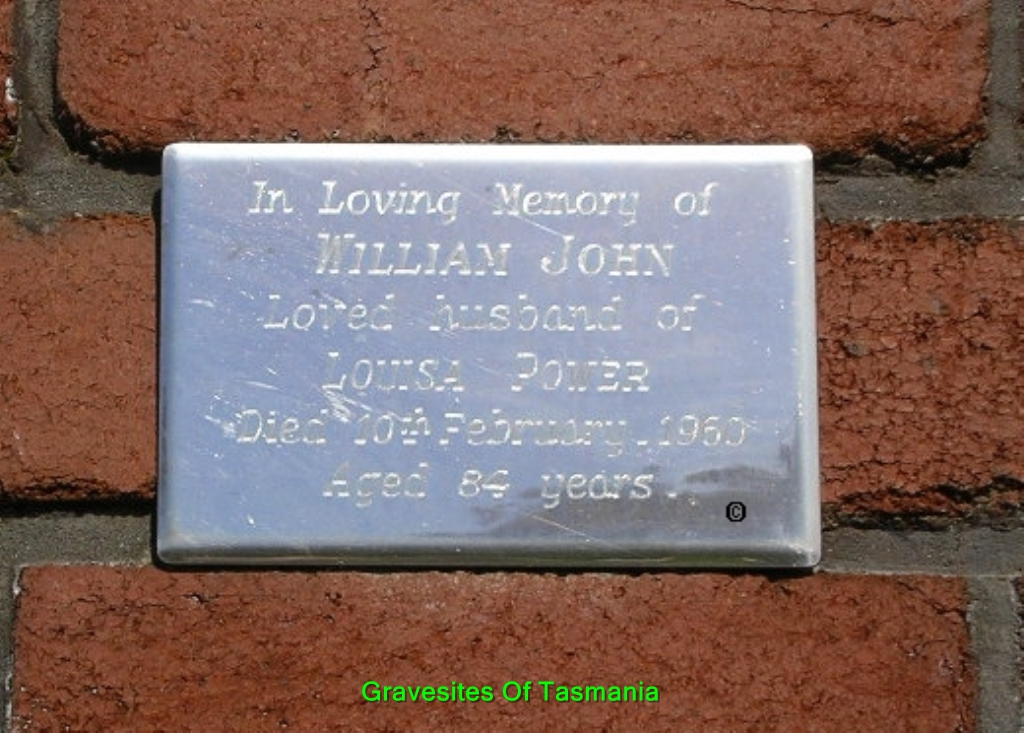 In Loving Memory of
WILLIAM JOHN
Loved husband of
LOUISA POWER
Died 10th February, 1960
Aged 84 years.
©
Gravesites Of Tasmania